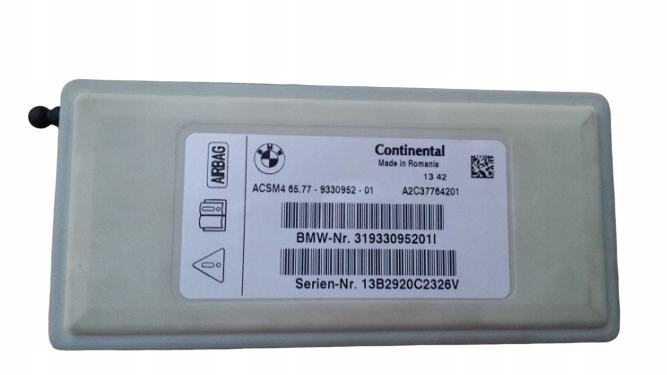 AIRBAG
BMW
Continental
Made in Romania
13 42
ACSM4 65.77 - 9330952 - 01 A2C37764201
BMW-Nr. 31933095201I
Serien-Nr. 13B2920C2326V